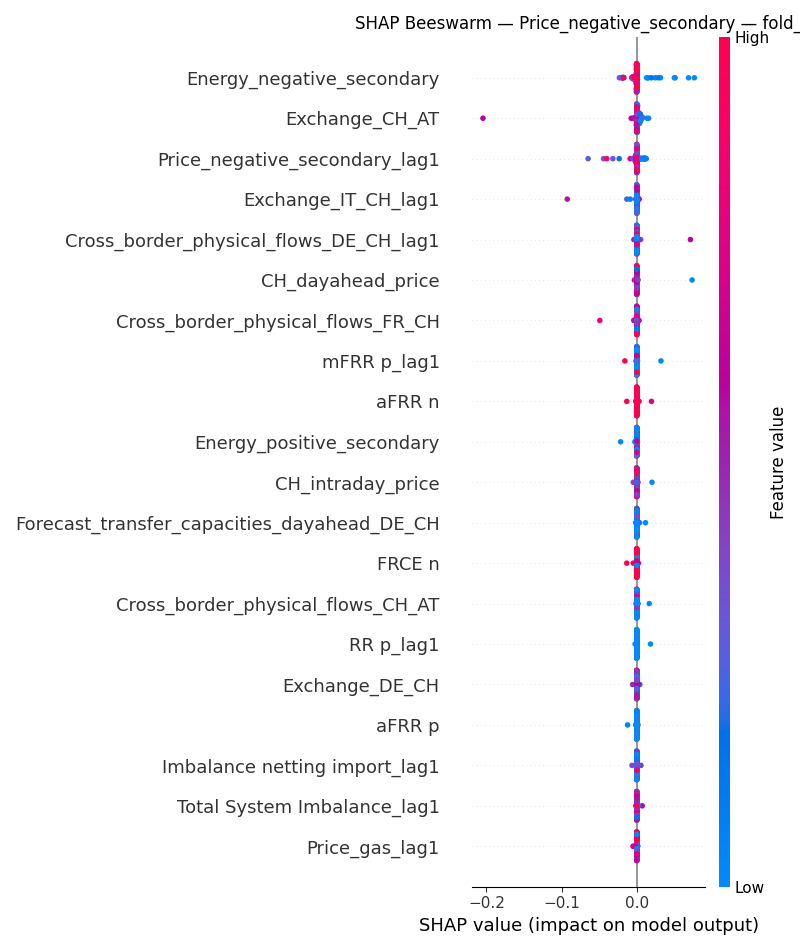 SHAP Beeswarm — Price_negative_secondary — fold_
High
Energy_negative_secondary
Exchange_CH_AT
Price_negative_secondary_lag1
Exchange_IT_CH_lag1
Cross_border_physical_flows_DE_CH_lag1
CH_dayahead_price
Cross_border_physical_flows_FR_CH
mFRR p_lag1
aFRR n
Energy_positive_secondary
CH_intraday_price
Forecast_transfer_capacities_dayahead_DE_CH
FRCE n
Cross_border_physical_flows_CH_AT
RR p_lag1
Exchange_DE_CH
aFRR p
Imbalance netting import_lag1
Total System Imbalance_lag1
Price_gas_lag1
Feature value
Low
−0.2 −0.1 0.0
SHAP value (impact on model output)